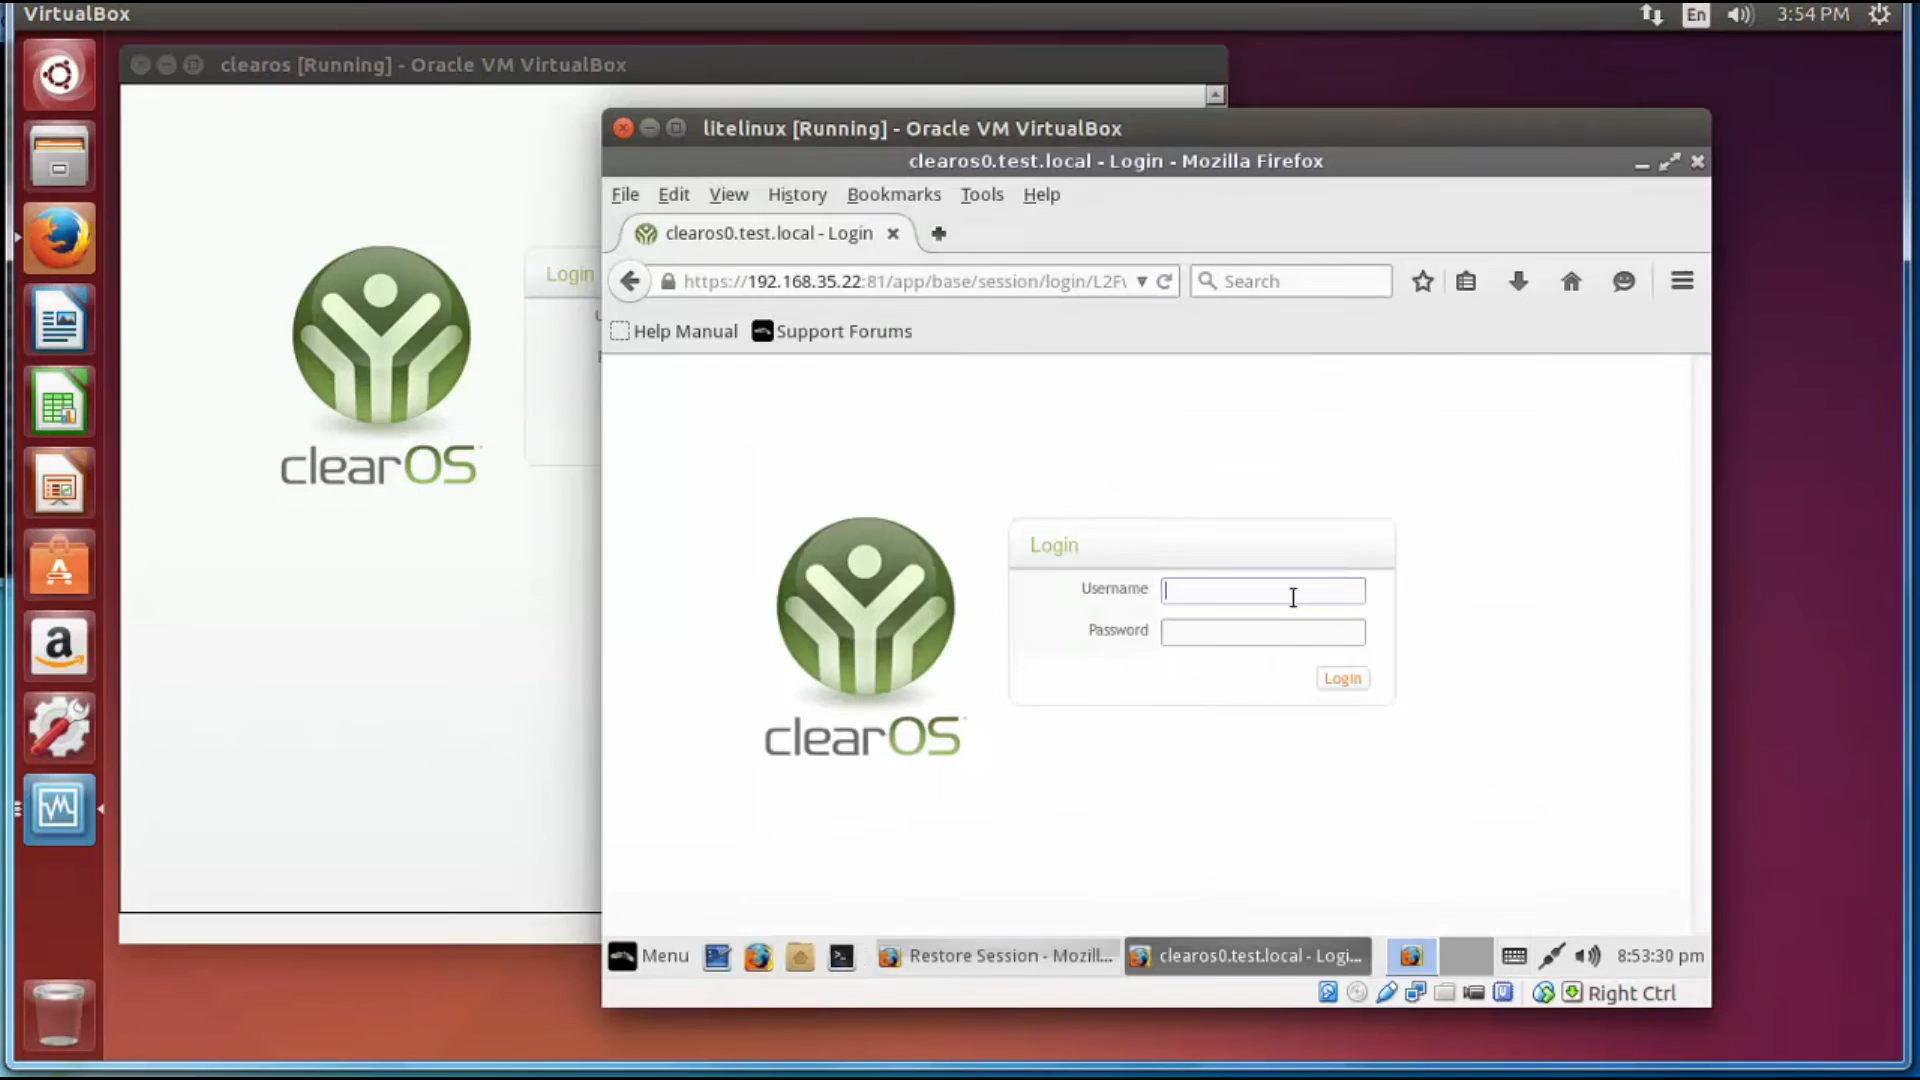 VirtualBox
En
3:54 PM
clearos [Running] - Oracle VM VirtualBox
Login
clearOS
litelinux [Running] - Oracle VM VirtualBox
clearos0.test.local - Login - Mozilla Firefox
File Edit View History Bookmarks Tools Help
clearos0.test.local - Login
https://192.168.35.22:81/app/base/session/login/L2Fv
Search
Help Manual
Support Forums
Login
Username
Password
Login
clearOS
Menu
Restore Session - Mozill...
clearos0.test.local - Logi...
8:53:30 pm
Right Ctrl